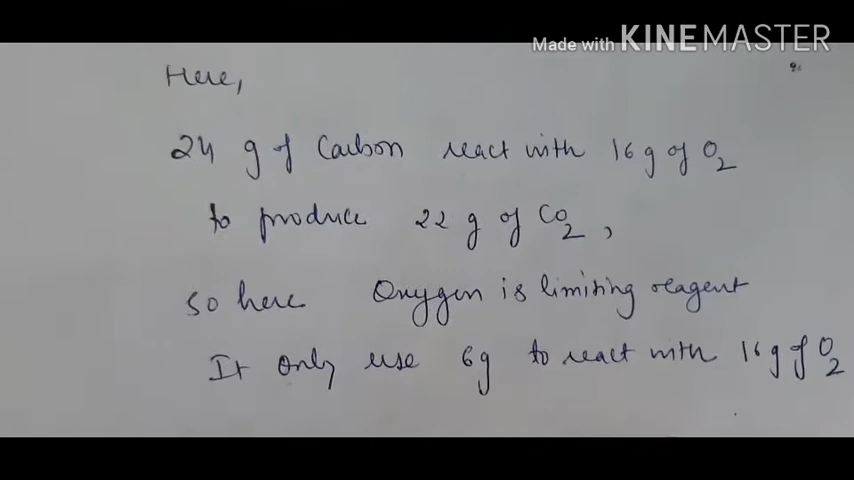 Made with KINEMASTER
Here,
24 g of Carbon react with 16 g of O2
to produce 22 g of CO2,
so here Oxygen is limiting reagent
It only use 6g to react with 16 g of O2